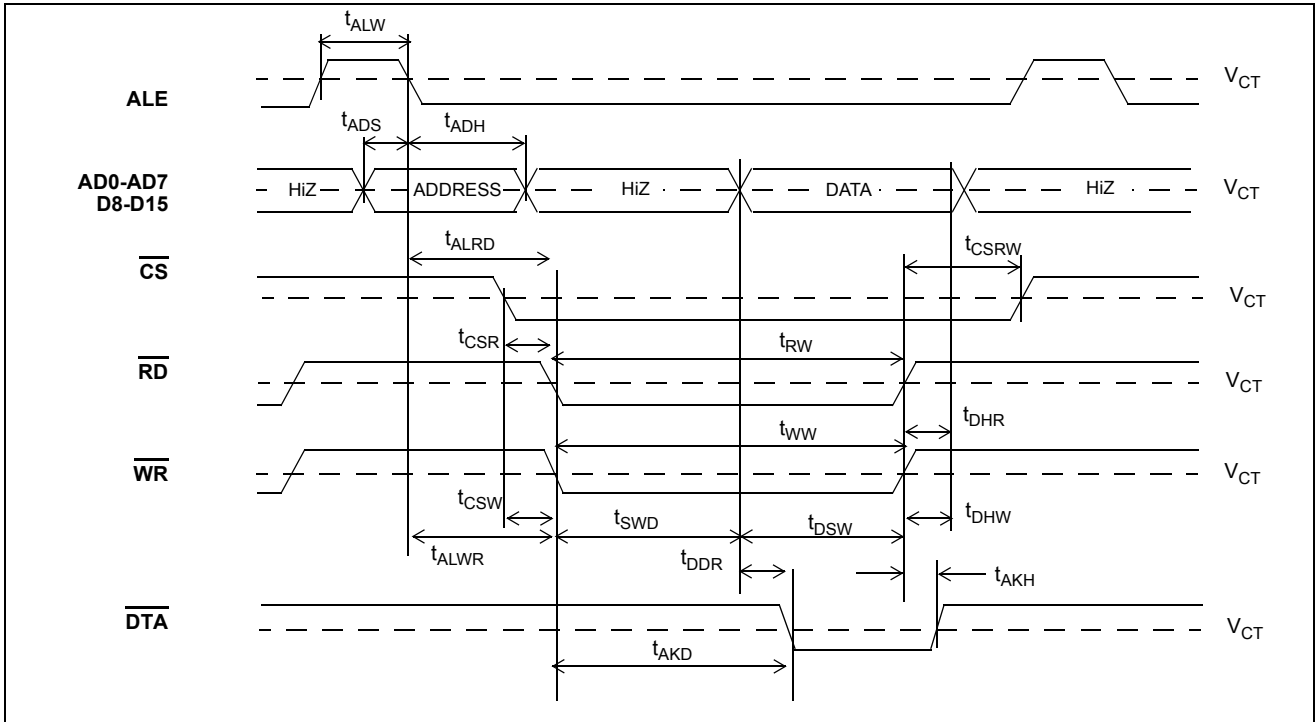 tALW
ALE
VCT
tADS
tADH
AD0-AD7
D8-D15
HiZ
ADDRESS
HiZ
DATA
HiZ
VCT
tALRD
tCSRW
CS
VCT
tCSR
tRW
RD
VCT
tDHR
tWW
WR
VCT
tCSW
tSWD
tDSW
tDHW
tALWR
tDDR
tAKH
DTA
VCT
tAKD